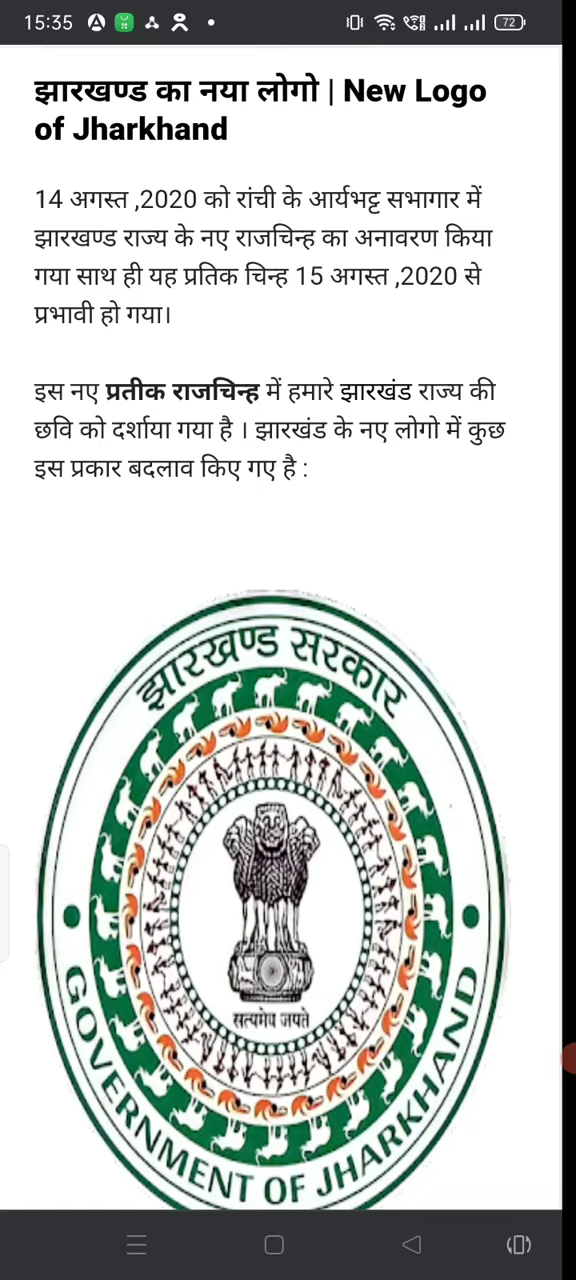 15:35
72
झारखण्ड का नया लोगो | New Logo
of Jharkhand
14 अगस्त ,2020 को रांची के आर्यभट्ट सभागार में
झारखण्ड राज्य के नए राजचिन्ह का अनावरण किया
गया साथ ही यह प्रतिक चिन्ह 15 अगस्त ,2020 से
प्रभावी हो गया।
इस नए प्रतीक राजचिन्ह में हमारे झारखंड राज्य की
छवि को दर्शाया गया है । झारखंड के नए लोगो में कुछ
इस प्रकार बदलाव किए गए है :
झारखण्ड सरकार
सत्यमेव जयते
GOVERNMENT OF JHARKHAND